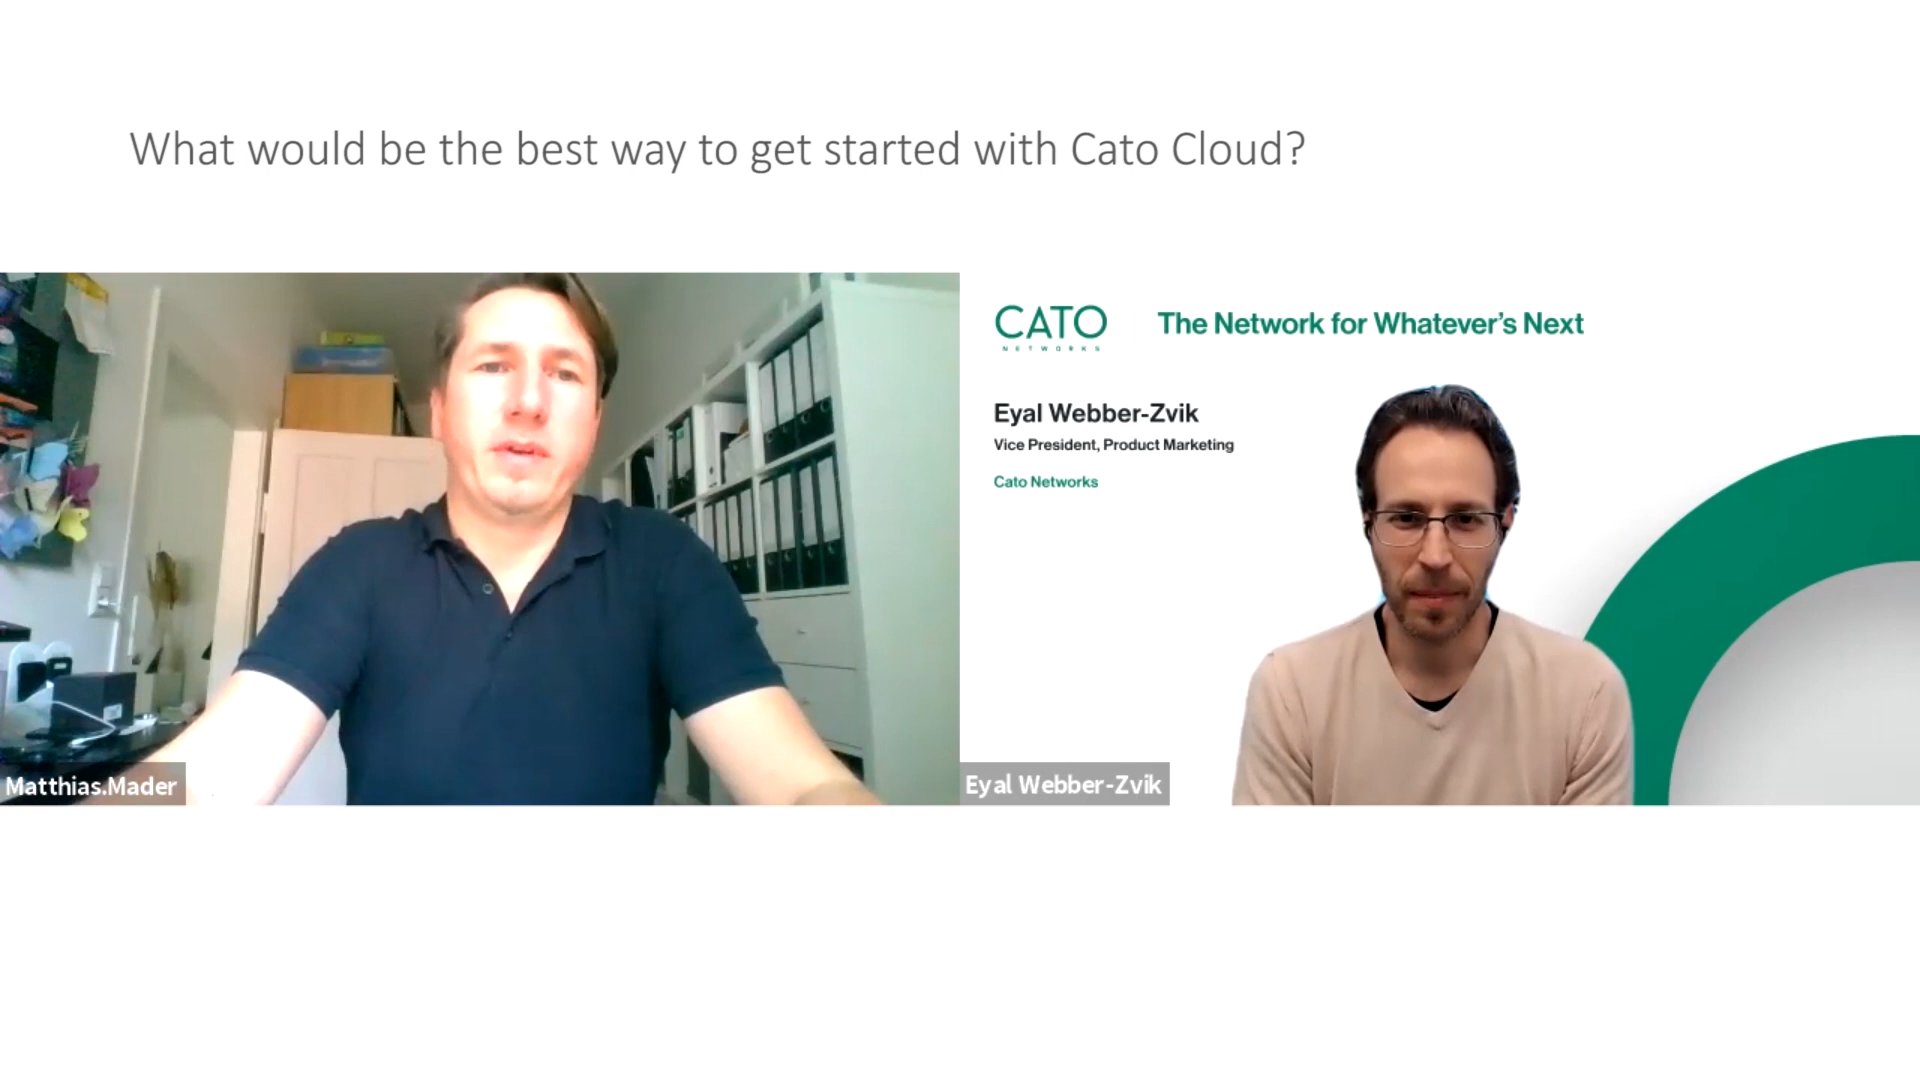 What would be the best way to get started with Cato Cloud?
CATO
NETWORKS
The Network for Whatever's Next
Eyal Webber-Zvik
Vice President, Product Marketing
Cato Networks
Matthias.Mader
Eyal Webber-Zvik